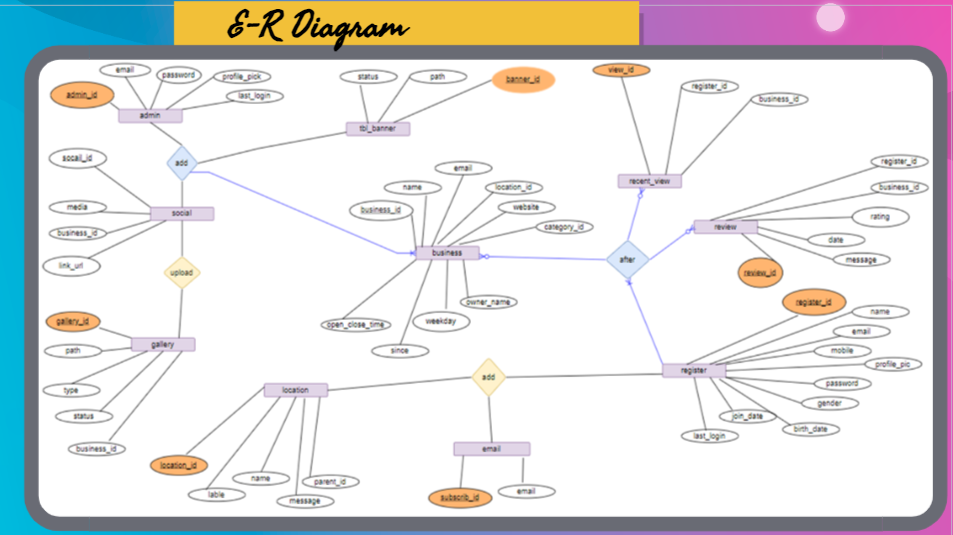 E-R Diagram
email
password
profile_pick
admin_id
last_login
admin
status
path
banner_id
tbl_banner
view_id
register_id
business_id
recent_view
add
socail_id
media
business_id
link_url
social
email
name
location_id
business_id
website
category_id
business
open_close_time
since
weekday
owner_name
register_id
business_id
rating
date
message
review_id
review
after
upload
gallery_id
path
type
status
business_id
gallery
register_id
name
email
mobile
profile_pic
password
gender
birth_date
join_date
last_login
register
add
location
location_id
lable
name
message
parent_id
email
subscrib_id
email